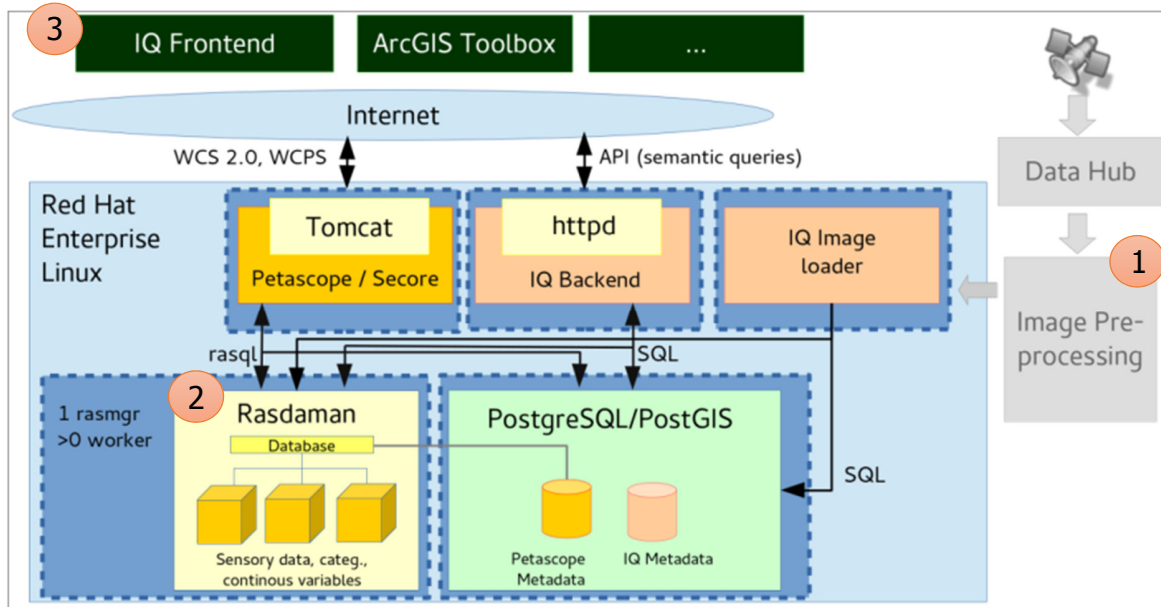 3
IQ Frontend
ArcGIS Toolbox
...
Internet
WCS 2.0, WCPS
API (semantic queries)
Data Hub
Red Hat
Enterprise
Linux
Tomcat
Petascope / Secore
httpd
IQ Backend
IQ Image
loader
1
Image Pre-
processing
rasql
SQL
2
1 rasmgr
>0 worker
Rasdaman
Database
Sensory data, categ.,
continous variables
PostgreSQL/PostGIS
Petascope
Metadata
IQ Metadata
SQL